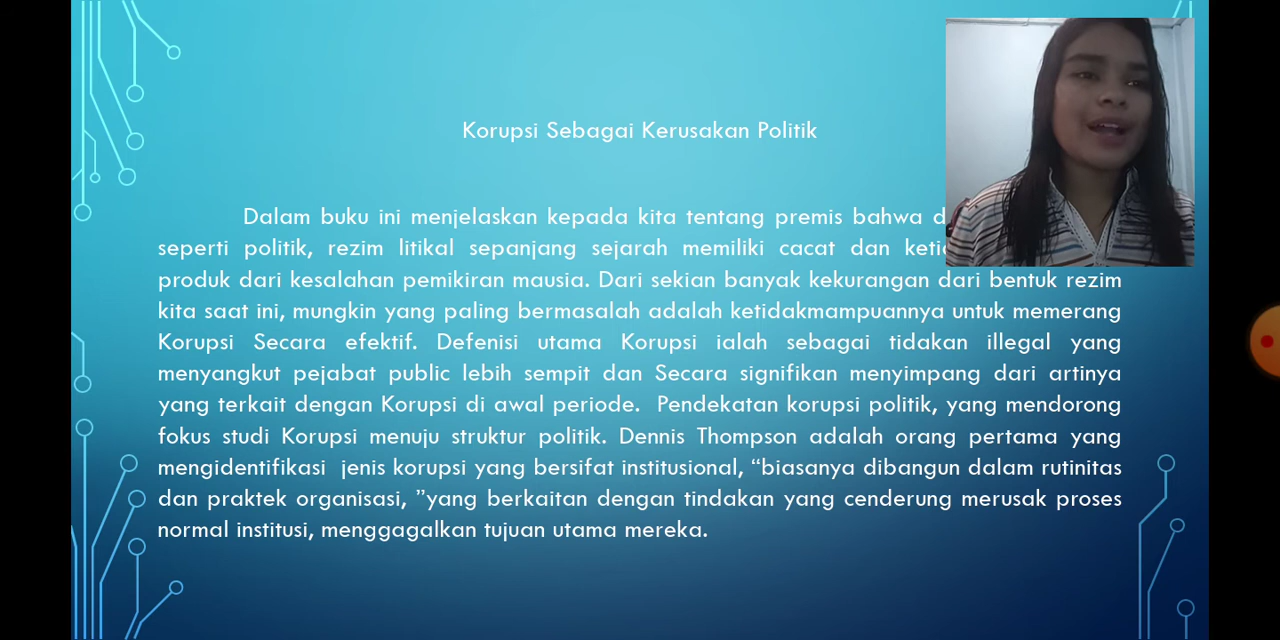 Korupsi Sebagai Kerusakan Politik
Dalam buku ini menjelaskan kepada kita tentang premis bahwa
seperti politik, rezim litikal sepanjang sejarah memiliki cacat dan
produk dari kesalahan pemikiran mausia. Dari sekian banyak kekurangan dari bentuk rezim
kita saat ini, mungkin yang paling bermasalah adalah ketidakmampuannya untuk memerang
Korupsi Secara efektif. Defenisi utama Korupsi ialah sebagai tidakan illegal yang
menyangkut pejabat public lebih sempit dan Secara signifikan menyimpang dari artinya
yang terkait dengan Korupsi di awal periode. Pendekatan korupsi politik, yang mendorong
fokus studi Korupsi menuju struktur politik. Dennis Thompson adalah orang pertama yang
mengidentifikasi jenis korupsi yang bersifat institusional, “biasanya dibangun dalam rutinitas
dan praktek organisasi, ”yang berkaitan dengan tindakan yang cenderung merusak proses
normal institusi, menggagalkan tujuan utama mereka.